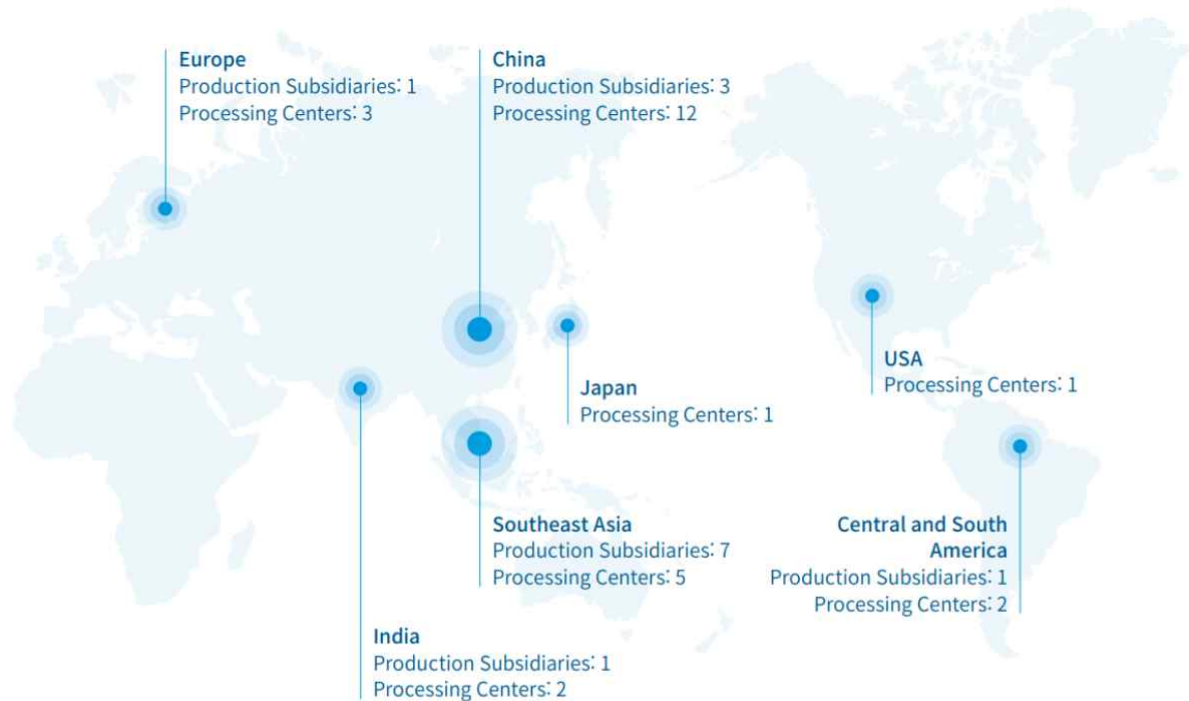 Europe
Production Subsidiaries: 1
Processing Centers: 3
China
Production Subsidiaries: 3
Processing Centers: 12
Japan
Processing Centers: 1
USA
Processing Centers: 1
Southeast Asia
Production Subsidiaries: 7
Processing Centers: 5
Central and South
America
Production Subsidiaries: 1
Processing Centers: 2
India
Production Subsidiaries: 1
Processing Centers: 2